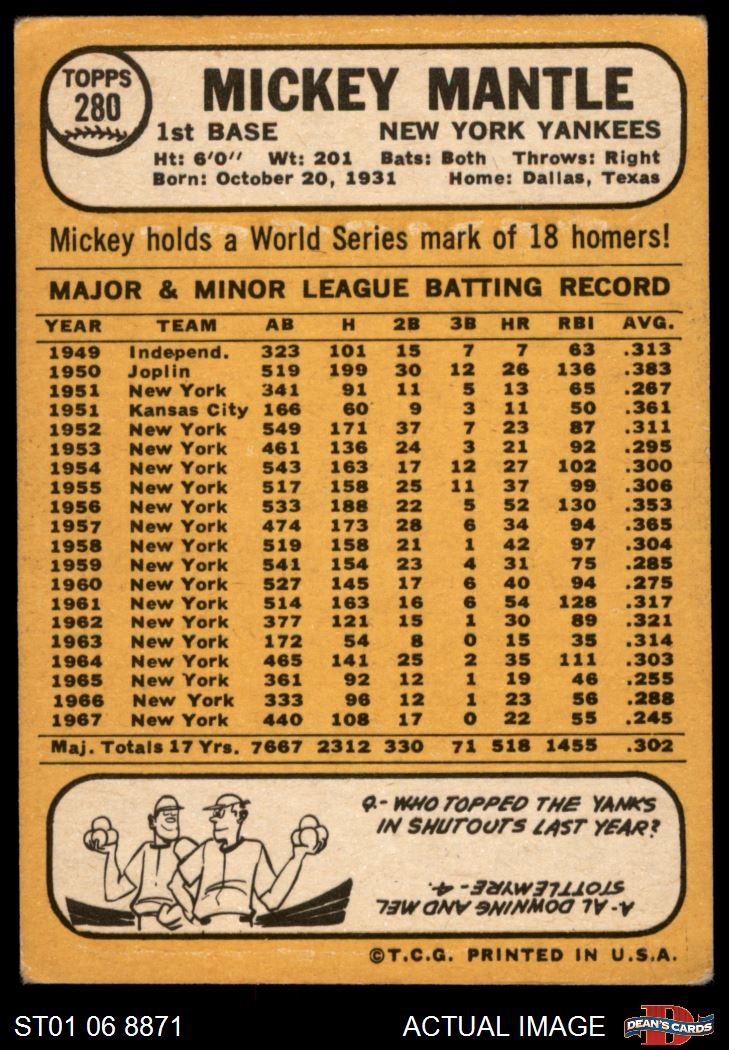 TOPPS
280
MICKEY MANTLE
1st BASE NEW YORK YANKEES
Ht: 6'0" Wt: 201 Bats: Both Throws: Right
Born: October 20, 1931 Home: Dallas, Texas
Mickey holds a World Series mark of 18 homers!
MAJOR & MINOR LEAGUE BATTING RECORD
YEAR TEAM AB H 2B 3B HR RBI AVG.
1949 Independ. 323 101 15 7 7 63 .313
1950 Joplin 519 199 30 12 26 136 .383
1951 New York 341 91 11 5 13 65 .267
1951 Kansas City 166 60 9 3 11 50 .361
1952 New York 549 171 37 7 23 87 .311
1953 New York 461 136 24 3 21 92 .295
1954 New York 543 163 17 12 27 102 .300
1955 New York 517 158 25 11 37 99 .306
1956 New York 533 188 22 5 52 130 .353
1957 New York 474 173 28 6 34 94 .365
1958 New York 519 158 21 1 42 97 .304
1959 New York 541 154 23 4 31 75 .285
1960 New York 527 145 17 6 40 94 .275
1961 New York 514 163 16 6 54 128 .317
1962 New York 377 121 15 1 30 89 .321
1963 New York 172 54 8 0 15 35 .314
1964 New York 465 141 25 2 35 111 .303
1965 New York 361 92 12 1 19 46 .255
1966 New York 333 96 12 1 23 56 .288
1967 New York 440 108 17 0 22 55 .245
Maj. Totals 17 Yrs. 7667 2312 330 71 518 1455 .302
Q.- WHO TOPPED THE YANKS
IN SHUTOUTS LAST YEAR?
A- AL DOWNING AND MEL
STOTTLEMYRE - 4.
©T.C.G. PRINTED IN U.S.A.
ST01 06 8871 ACTUAL IMAGE
D
DEAN'S CARDS